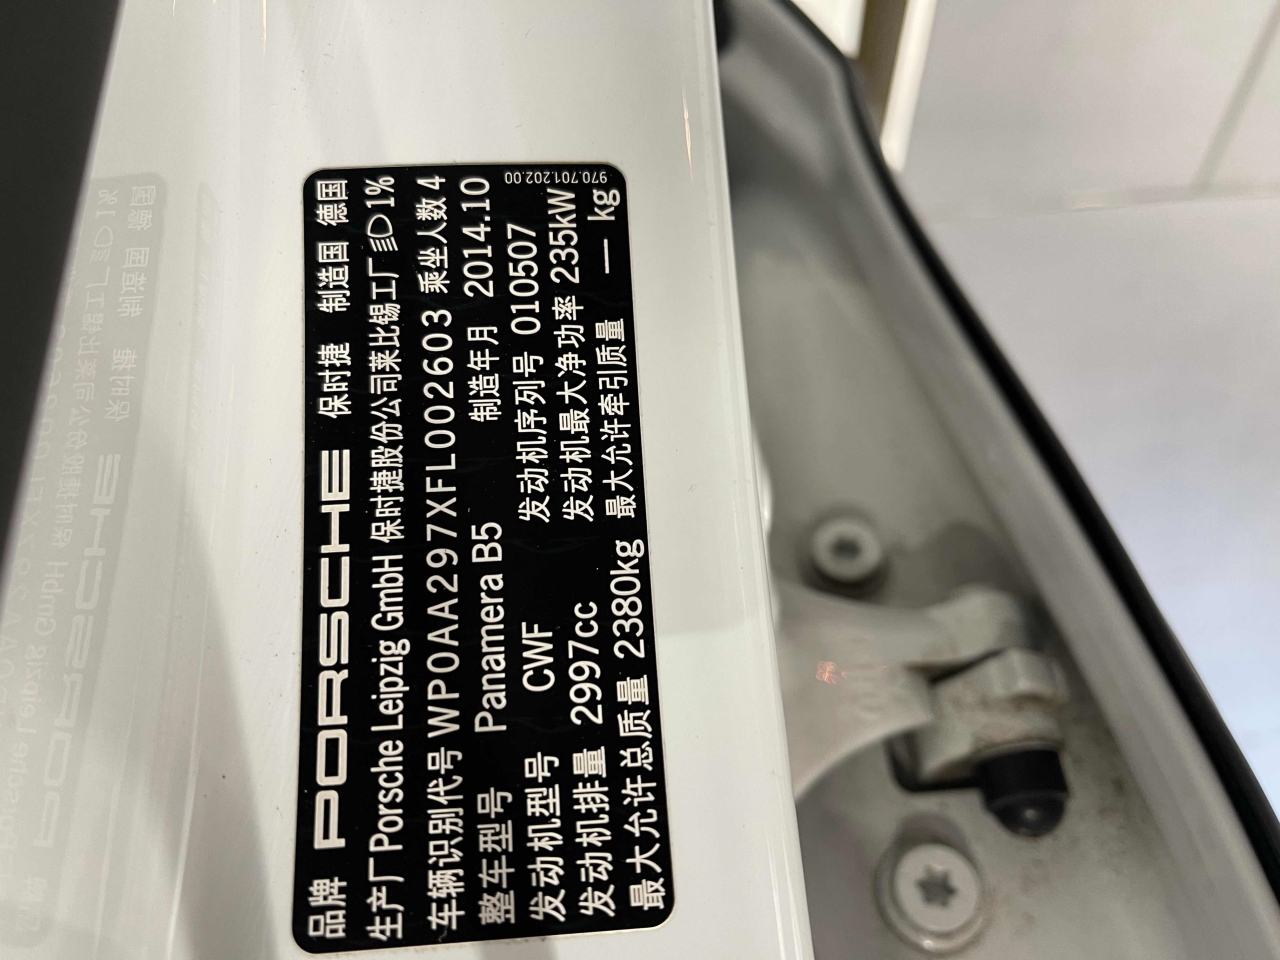 品牌 PORSCHE 保时捷 制造国 德国
生产厂 Porsche Leipzig GmbH 保时捷股份公司莱比锡工厂 1%
车辆识别代号 WP0AA297XFL002603 乘坐人数 4
整车型号 Panamera B5 制造年月 2014.10
发动机型号 CWF 发动机序列号 010507
发动机排量 2997cc 发动机最大净功率 235kW
最大允许总质量 2380kg 最大允许牵引质量 — kg
970.701.202.00